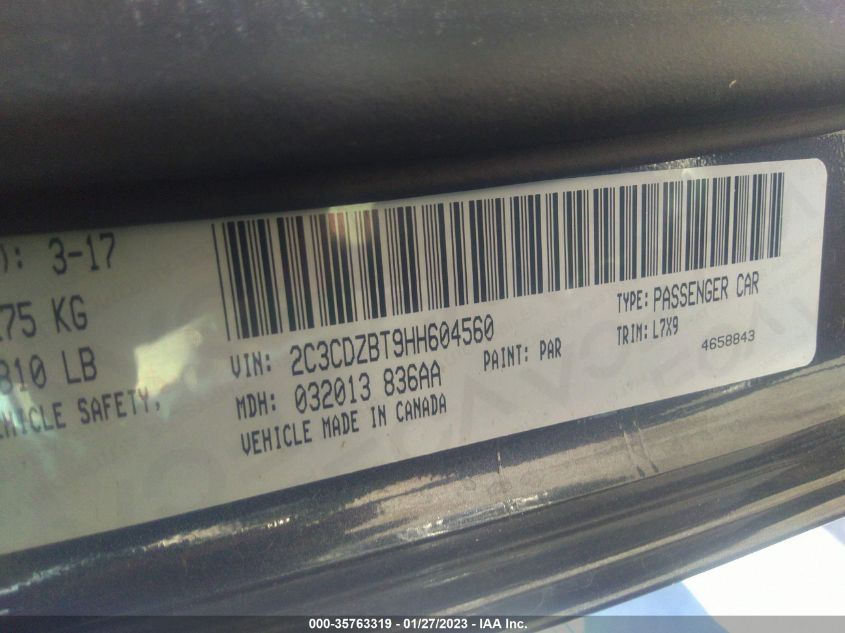 ): 3-17
75 KG
810 LB
SAFETY,
VIN: 2C3CDZBT9HH604560
TYPE: PASSENGER CAR
MDH: 032013 836AA
PAINT: PAR
TRIM: L7X9
VEHICLE MADE IN CANADA
4658843
000-35763319 - 01/27/2023 - IAA Inc.